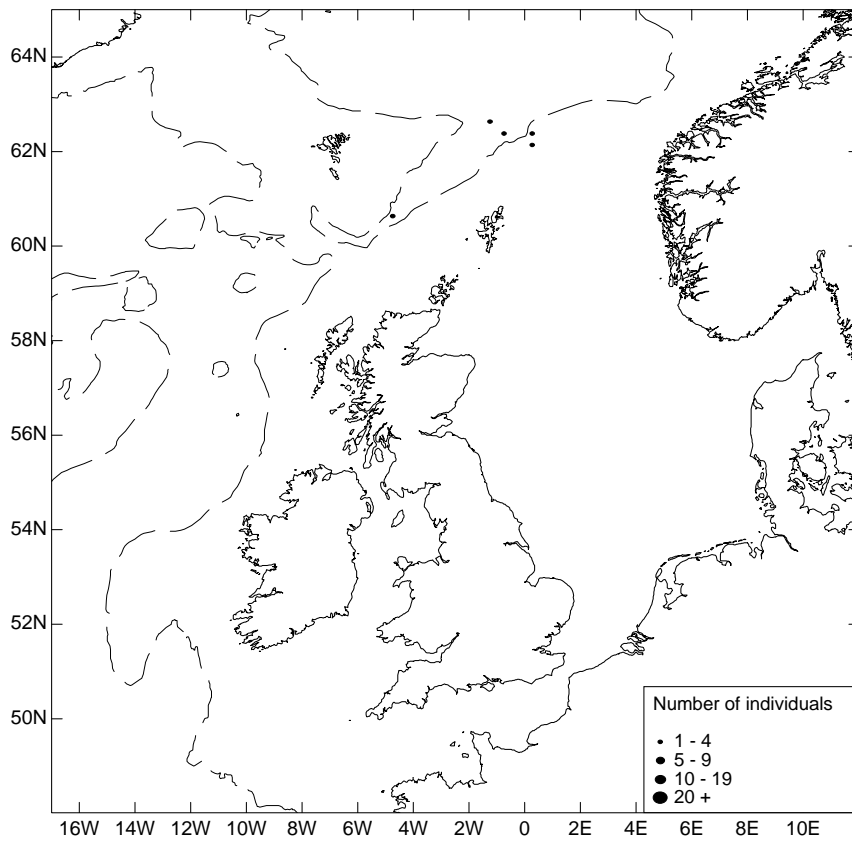 64N
62N
60N
58N
56N
54N
52N
50N
Number of individuals
1 - 4
5 - 9
10 - 19
20 +
16W 14W 12W 10W 8W 6W 4W 2W 0 2E 4E 6E 8E 10E